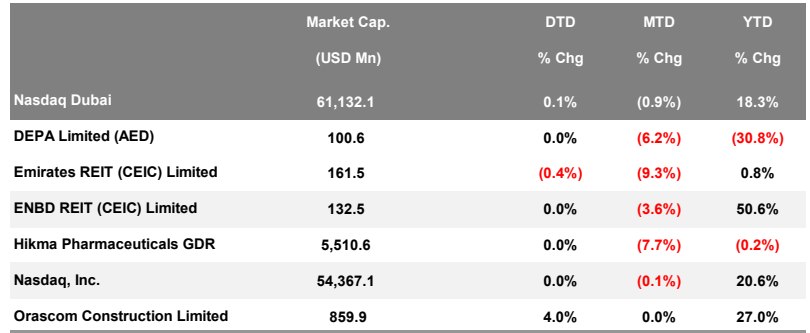 Market Cap. DTD MTD YTD
(USD Mn) % Chg % Chg % Chg
Nasdaq Dubai 61,132.1 0.1% (0.9%) 18.3%
DEPA Limited (AED) 100.6 0.0% (6.2%) (30.8%)
Emirates REIT (CEIC) Limited 161.5 (0.4%) (9.3%) 0.8%
ENBD REIT (CEIC) Limited 132.5 0.0% (3.6%) 50.6%
Hikma Pharmaceuticals GDR 5,510.6 0.0% (7.7%) (0.2%)
Nasdaq, Inc. 54,367.1 0.0% (0.1%) 20.6%
Orascom Construction Limited 859.9 4.0% 0.0% 27.0%